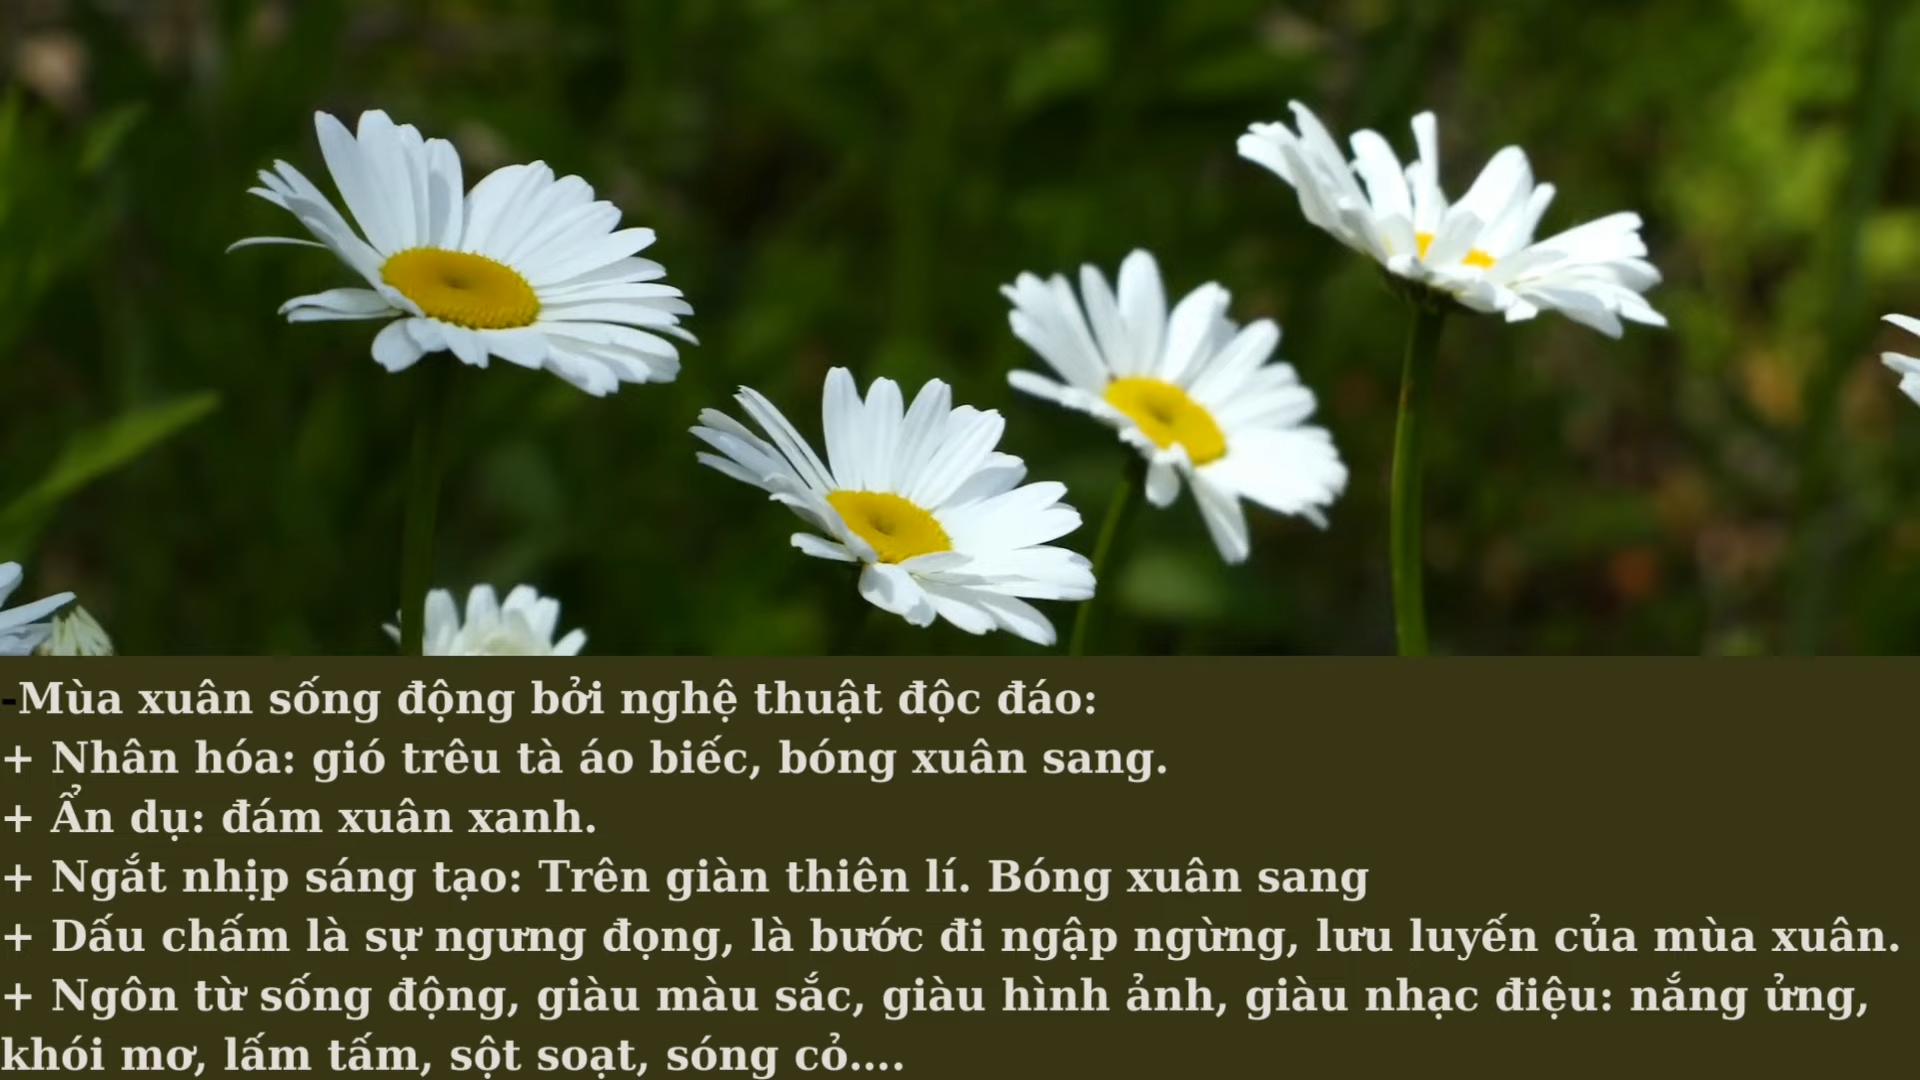 -Mùa xuân sống động bởi nghệ thuật độc đáo:
+ Nhân hóa: gió trêu tà áo biếc, bóng xuân sang.
+ Ẩn dụ: đám xuân xanh.
+ Ngắt nhịp sáng tạo: Trên giàn thiên lí. Bóng xuân sang
+ Dấu chấm là sự ngưng đọng, là bước đi ngập ngừng, lưu luyến của mùa xuân.
+ Ngôn từ sống động, giàu màu sắc, giàu hình ảnh, giàu nhạc điệu: nắng ửng,
khói mơ, lấm tấm, sột soạt, sóng cỏ....